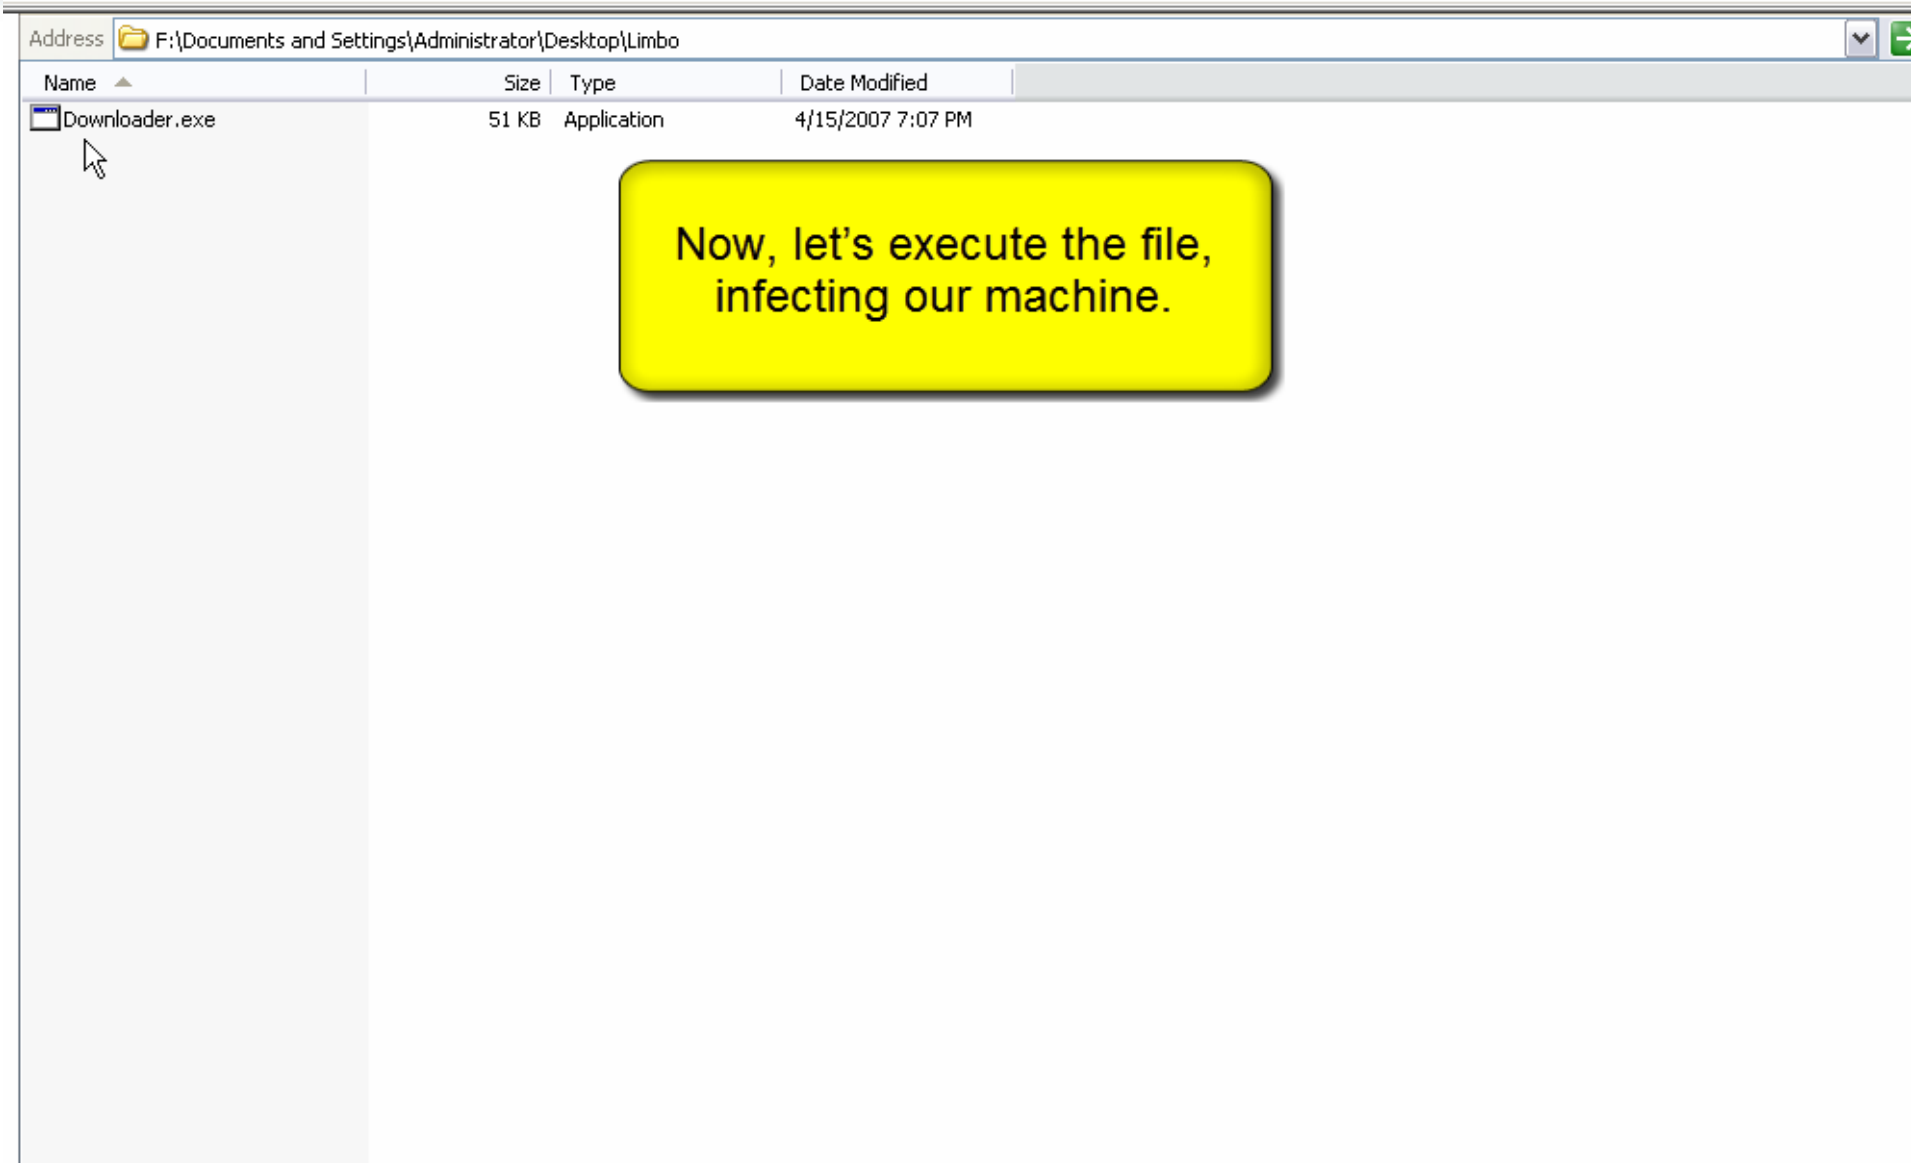 Address F:\Documents and Settings\Administrator\Desktop\Limbo
Name Size Type Date Modified
Downloader.exe 51 KB Application 4/15/2007 7:07 PM
Now, let's execute the file,
infecting our machine.